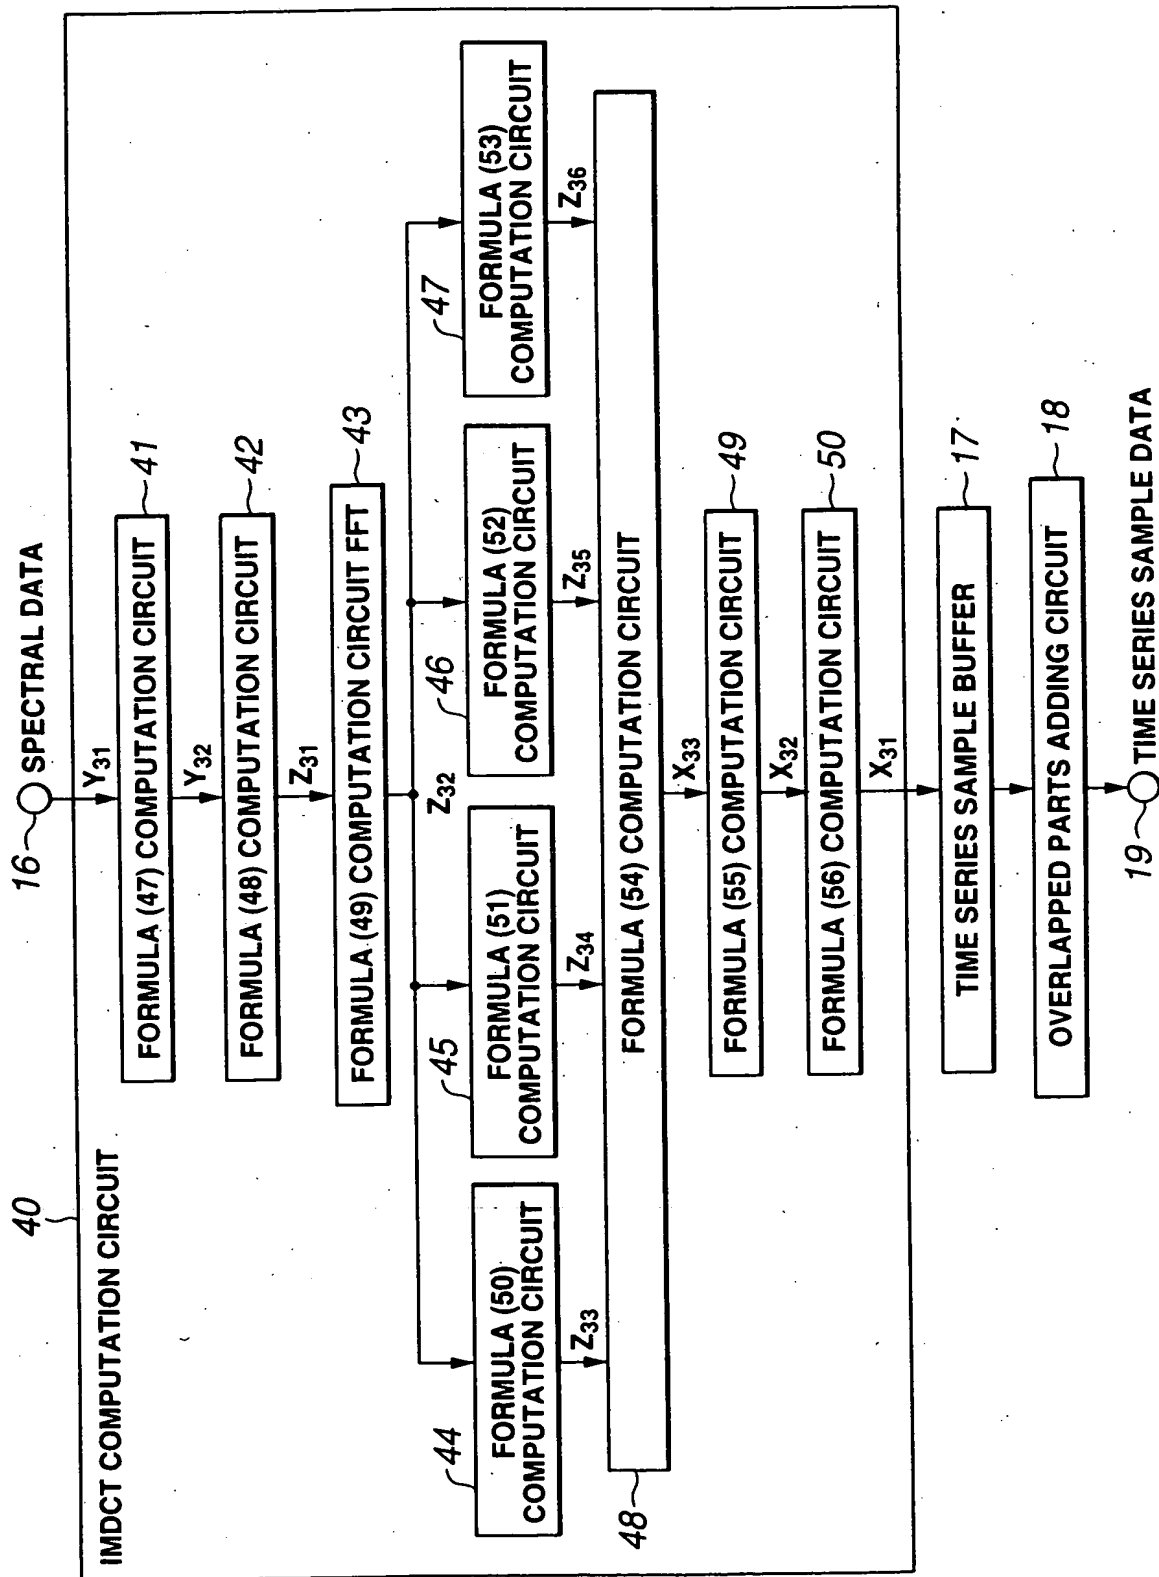 16
SPECTRAL DATA
40
IMDCT COMPUTATION CIRCUIT
Y31
FORMULA (47) COMPUTATION CIRCUIT
41
Y32
FORMULA (48) COMPUTATION CIRCUIT
42
Z31
FORMULA (49) COMPUTATION CIRCUIT FFT
43
Z32
44
FORMULA (50)
COMPUTATION CIRCUIT
45
FORMULA (51)
COMPUTATION CIRCUIT
46
FORMULA (52)
COMPUTATION CIRCUIT
47
FORMULA (53)
COMPUTATION CIRCUIT
Z33
Z34
Z35
Z36
48
FORMULA (54) COMPUTATION CIRCUIT
X33
FORMULA (55) COMPUTATION CIRCUIT
49
X32
FORMULA (56) COMPUTATION CIRCUIT
50
X31
TIME SERIES SAMPLE BUFFER
17
OVERLAPPED PARTS ADDING CIRCUIT
18
19
TIME SERIES SAMPLE DATA